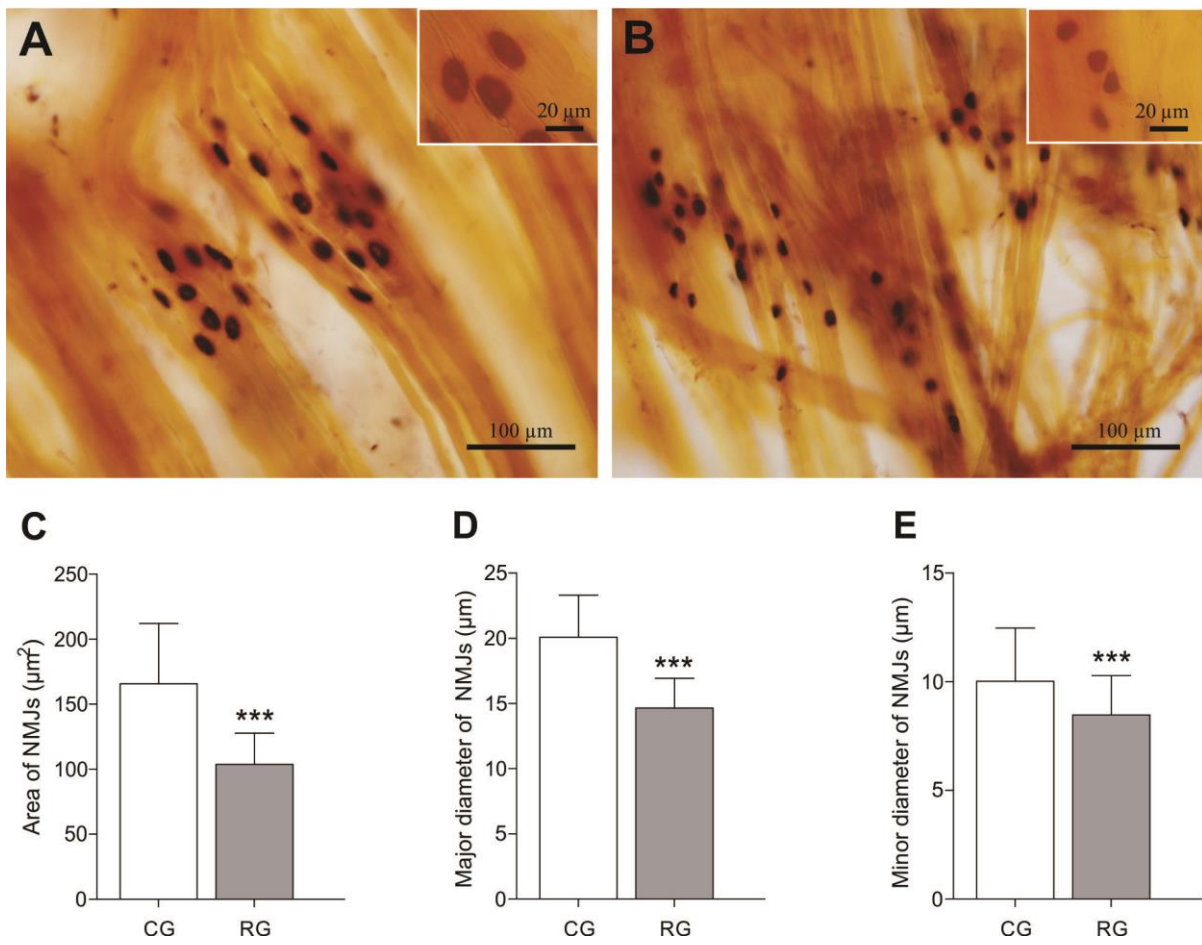 A
20 µm
100 µm
B
20 µm
100 µm
C
Area of NMJs (µm²)
250
200
150
100
50
0
***
CG
RG
D
Major diameter of NMJs (µm)
25
20
15
10
5
0
***
CG
RG
E
Minor diameter of NMJs (µm)
15
10
5
0
***
CG
RG